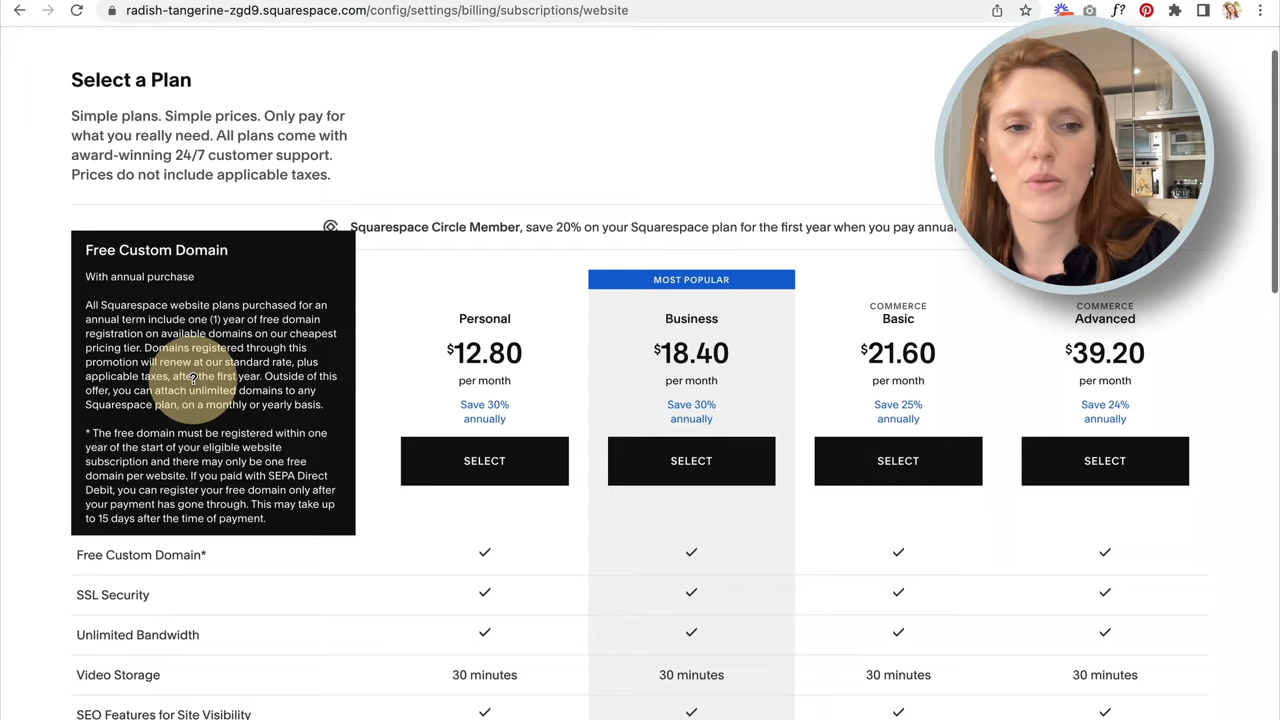 radish-tangerine-zgd9.squarespace.com/config/settings/billing/subscriptions/website
f?
Select a Plan
Simple plans. Simple prices. Only pay for
what you really need. All plans come with
award-winning 24/7 customer support.
Prices do not include applicable taxes.
Squarespace Circle Member, save 20% on your Squarespace plan for the first year when you pay annua
Free Custom Domain
With annual purchase
All Squarespace website plans purchased for an
annual term include one (1) year of free domain
registration on available domains on our cheapest
pricing tier. Domains registered through this
promotion will renew at our standard rate, plus
applicable taxes, after the first year. Outside of this
offer, you can attach unlimited domains to any
Squarespace plan, on a monthly or yearly basis.
* The free domain must be registered within one
year of the start of your eligible website
subscription and there may only be one free
domain per website. If you paid with SEPA Direct
Debit, you can register your free domain only after
your payment has gone through. This may take up
to 15 days after the time of payment.
MOST POPULAR
COMMERCE
COMMERCE
Personal
Business
Basic
Advanced
$12.80
$18.40
$21.60
$39.20
per month
per month
per month
per month
Save 30%
annually
Save 30%
annually
Save 25%
annually
Save 24%
annually
SELECT
SELECT
SELECT
SELECT
Free Custom Domain*
SSL Security
Unlimited Bandwidth
Video Storage
30 minutes
30 minutes
30 minutes
30 minutes
SEO Features for Site Visibility